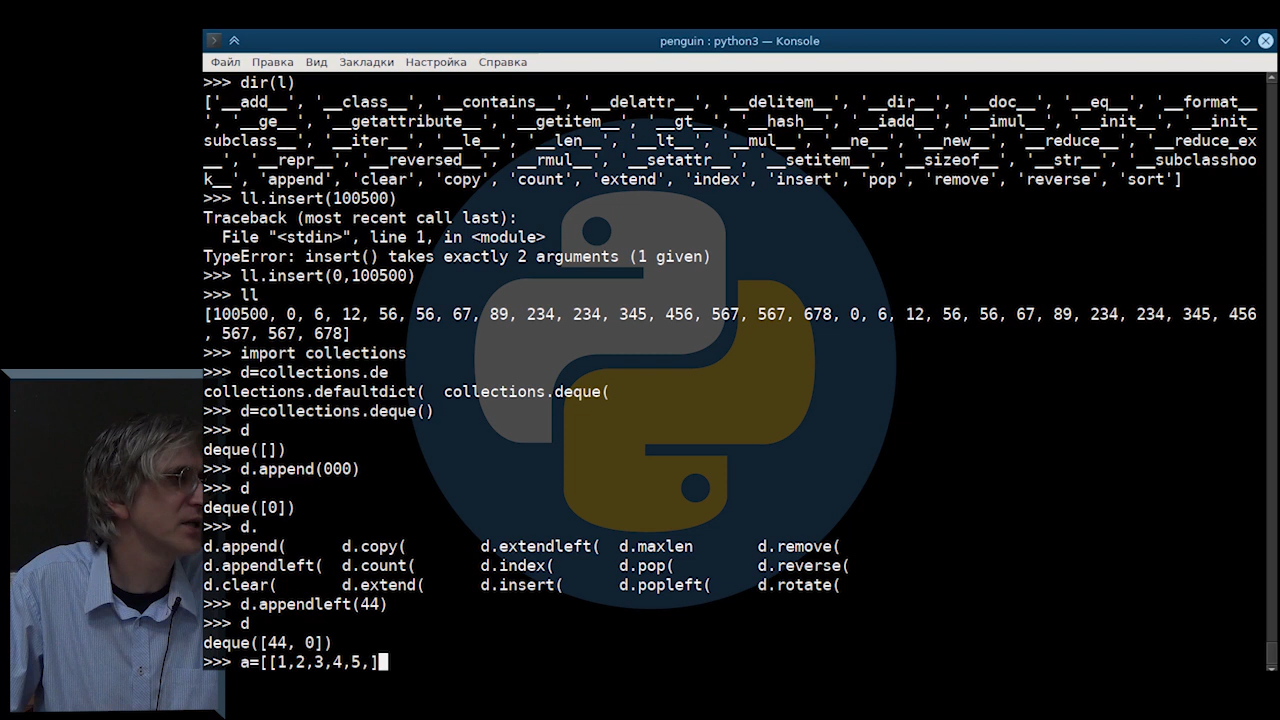 penguin : python3 — Konsole
Файл Правка Вид Закладки Настройка Справка
>>> dir(l)
['__add__', '__class__', '__contains__', '__delattr__', '__delitem__', '__dir__', '__doc__', '__eq__', '__format__
', '__ge__', '__getattribute__', '__getitem__', '__gt__', '__hash__', '__iadd__', '__imul__', '__init__', '__init_
subclass__', '__iter__', '__le__', '__len__', '__lt__', '__mul__', '__ne__', '__new__', '__reduce__', '__reduce_ex
__', '__repr__', '__reversed__', '__rmul__', '__setattr__', '__setitem__', '__sizeof__', '__str__', '__subclasshoo
k__', 'append', 'clear', 'copy', 'count', 'extend', 'index', 'insert', 'pop', 'remove', 'reverse', 'sort']
>>> ll.insert(100500)
Traceback (most recent call last):
  File "<stdin>", line 1, in <module>
TypeError: insert() takes exactly 2 arguments (1 given)
>>> ll.insert(0,100500)
>>> ll
[100500, 0, 6, 12, 56, 56, 67, 89, 234, 234, 345, 456, 567, 567, 678, 0, 6, 12, 56, 56, 67, 89, 234, 234, 345, 456
, 567, 567, 678]
>>> import collections
>>> d=collections.de
collections.defaultdict(  collections.deque(
>>> d=collections.deque()
>>> d
deque([])
>>> d.append(000)
>>> d
deque([0])
>>> d.
d.append(      d.copy(        d.extendleft(  d.maxlen       d.remove(
d.appendleft(  d.count(       d.index(       d.pop(         d.reverse(
d.clear(       d.extend(      d.insert(      d.popleft(     d.rotate(
>>> d.appendleft(44)
>>> d
deque([44, 0])
>>> a=[[1,2,3,4,5,]